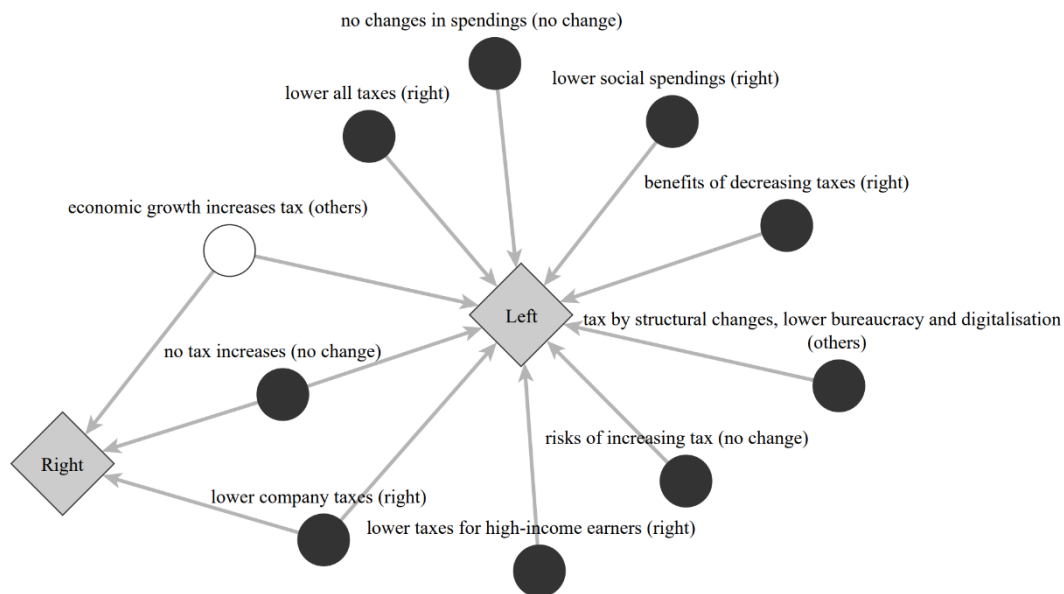 no changes in spendings (no change)
lower social spendings (right)
lower all taxes (right)
benefits of decreasing taxes (right)
economic growth increases tax (others)
Left
tax by structural changes, lower bureaucracy and digitalisation
(others)
no tax increases (no change)
risks of increasing tax (no change)
Right
lower company taxes (right)
lower taxes for high-income earners (right)